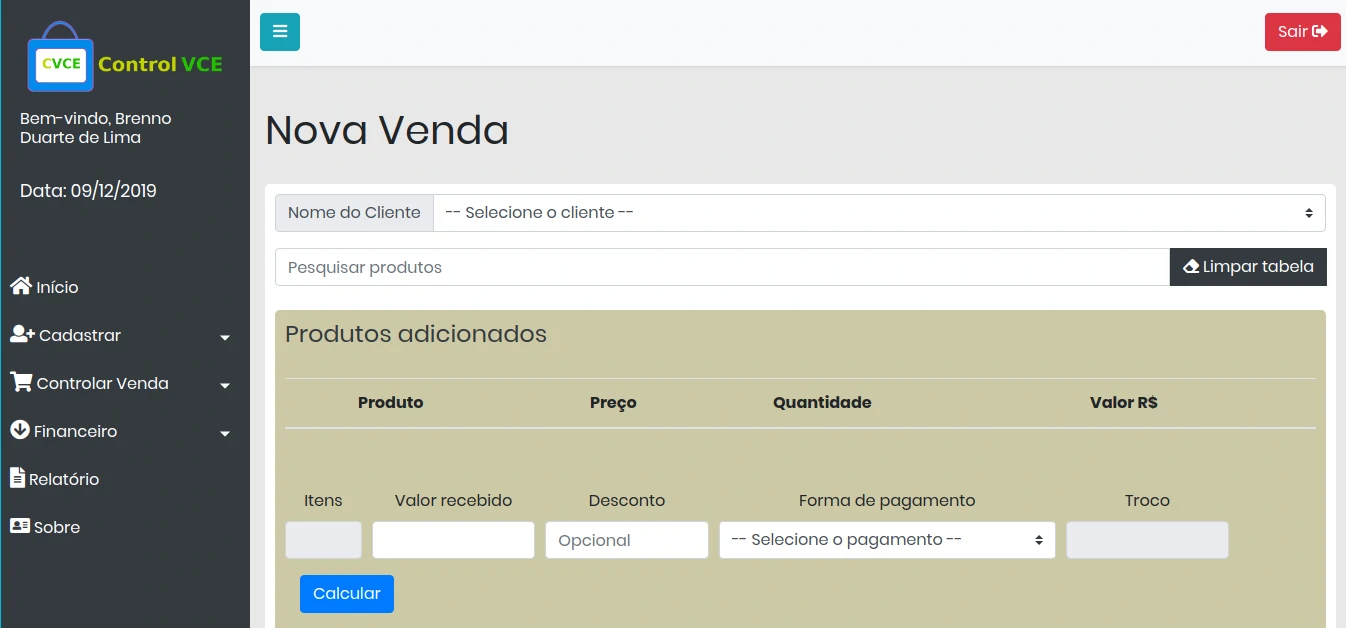 CVCE Control VCE
Bem-vindo, Brenno
Duarte de Lima
Data: 09/12/2019
Início
Cadastrar
Controlar Venda
Financeiro
Relatório
Sobre
Sair
Nova Venda
Nome do Cliente -- Selecione o cliente --
Pesquisar produtos Limpar tabela
Produtos adicionados
Produto Preço Quantidade Valor R$
Itens Valor recebido Desconto Forma de pagamento Troco
Opcional -- Selecione o pagamento --
Calcular